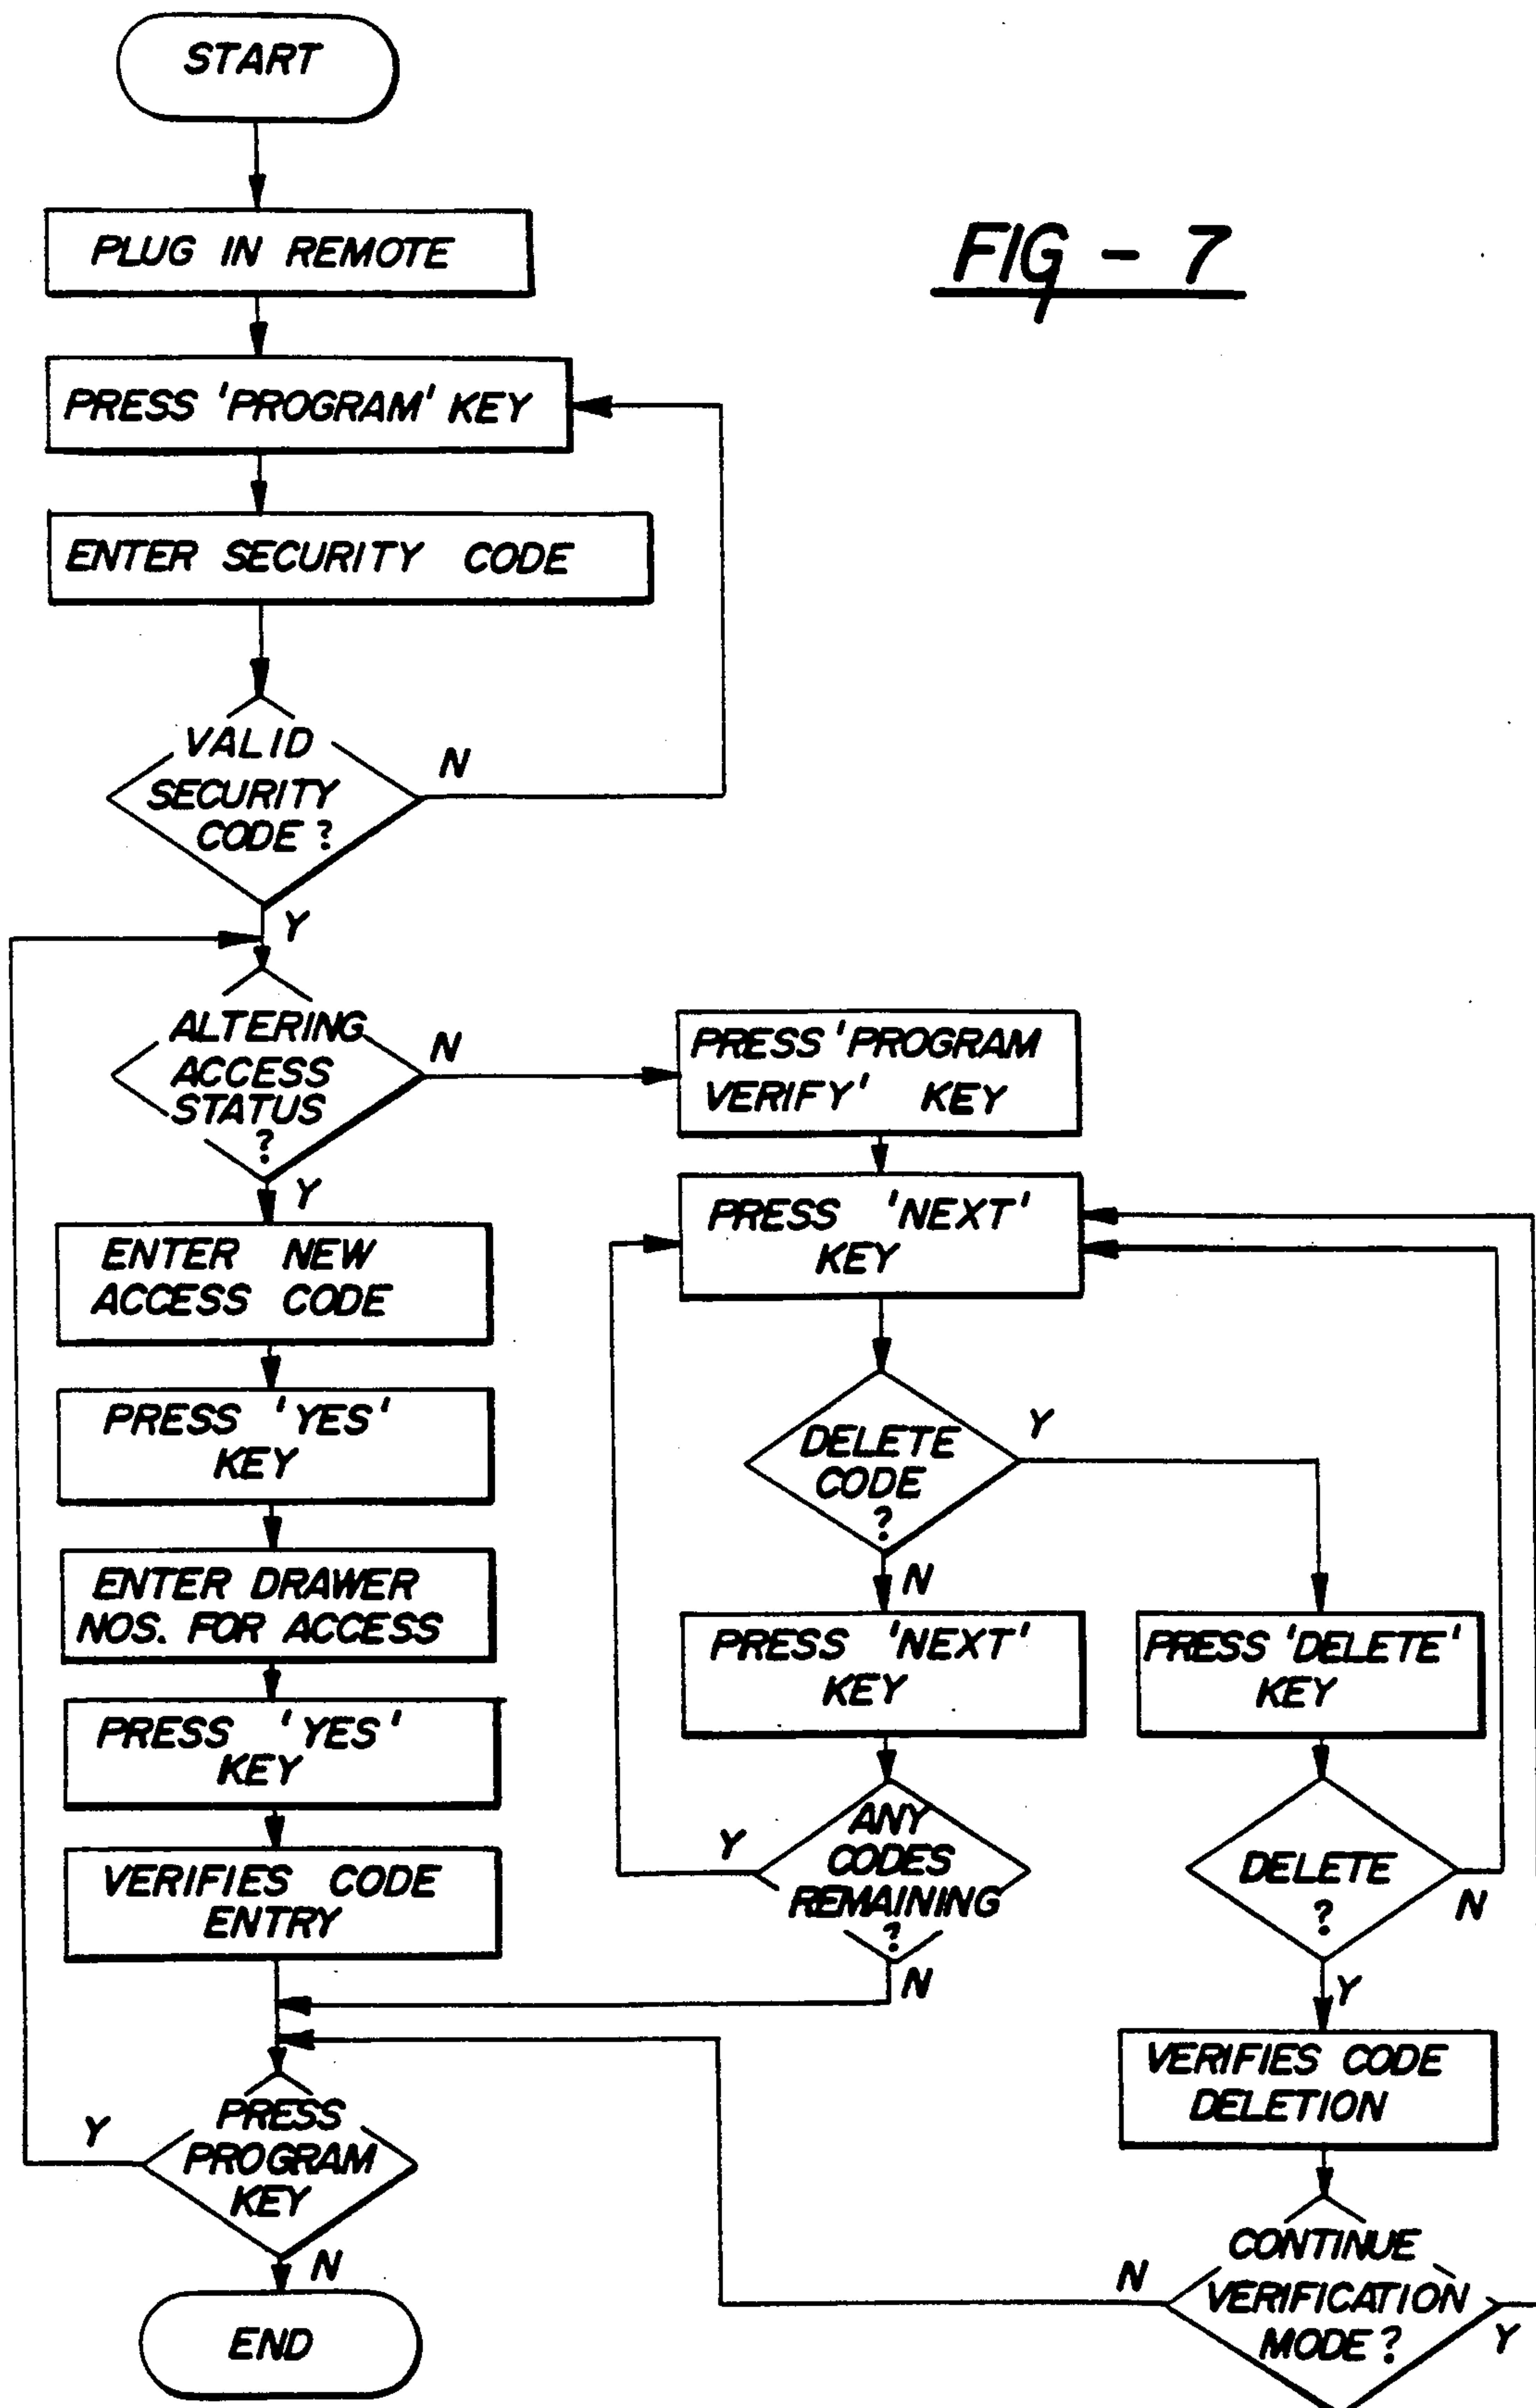 START
FIG - 7
PLUG IN REMOTE
PRESS 'PROGRAM' KEY
ENTER SECURITY CODE
VALID
SECURITY
CODE ?
N
Y
ALTERING
ACCESS
STATUS
?
N
Y
PRESS 'PROGRAM
VERIFY' KEY
PRESS 'NEXT'
KEY
ENTER NEW
ACCESS CODE
PRESS 'YES'
KEY
ENTER DRAWER
NOS. FOR ACCESS
PRESS 'YES'
KEY
VERIFIES CODE
ENTRY
DELETE
CODE
?
Y
N
PRESS 'NEXT'
KEY
PRESS 'DELETE'
KEY
ANY
CODES
REMAINING
?
Y
N
DELETE
?
N
Y
VERIFIES CODE
DELETION
PRESS
PROGRAM
KEY
Y
N
CONTINUE
VERIFICATION
MODE ?
N
Y
END